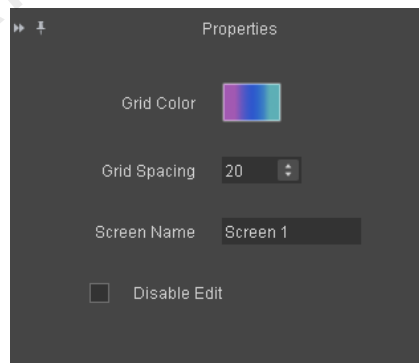 Properties
Grid Color
Grid Spacing 20
Screen Name Screen 1
Disable Edit